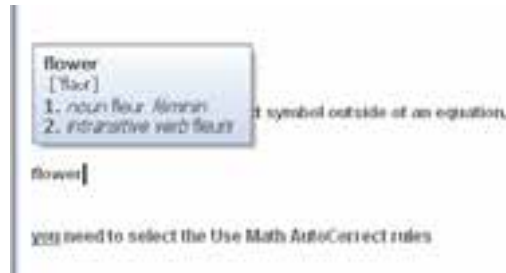 flower
['flaʊr]
1. noun fleur féminin
2. intransitive verb fleurir
t symbol outside of an equation,
flower
you need to select the Use Math AutoCorrect rules